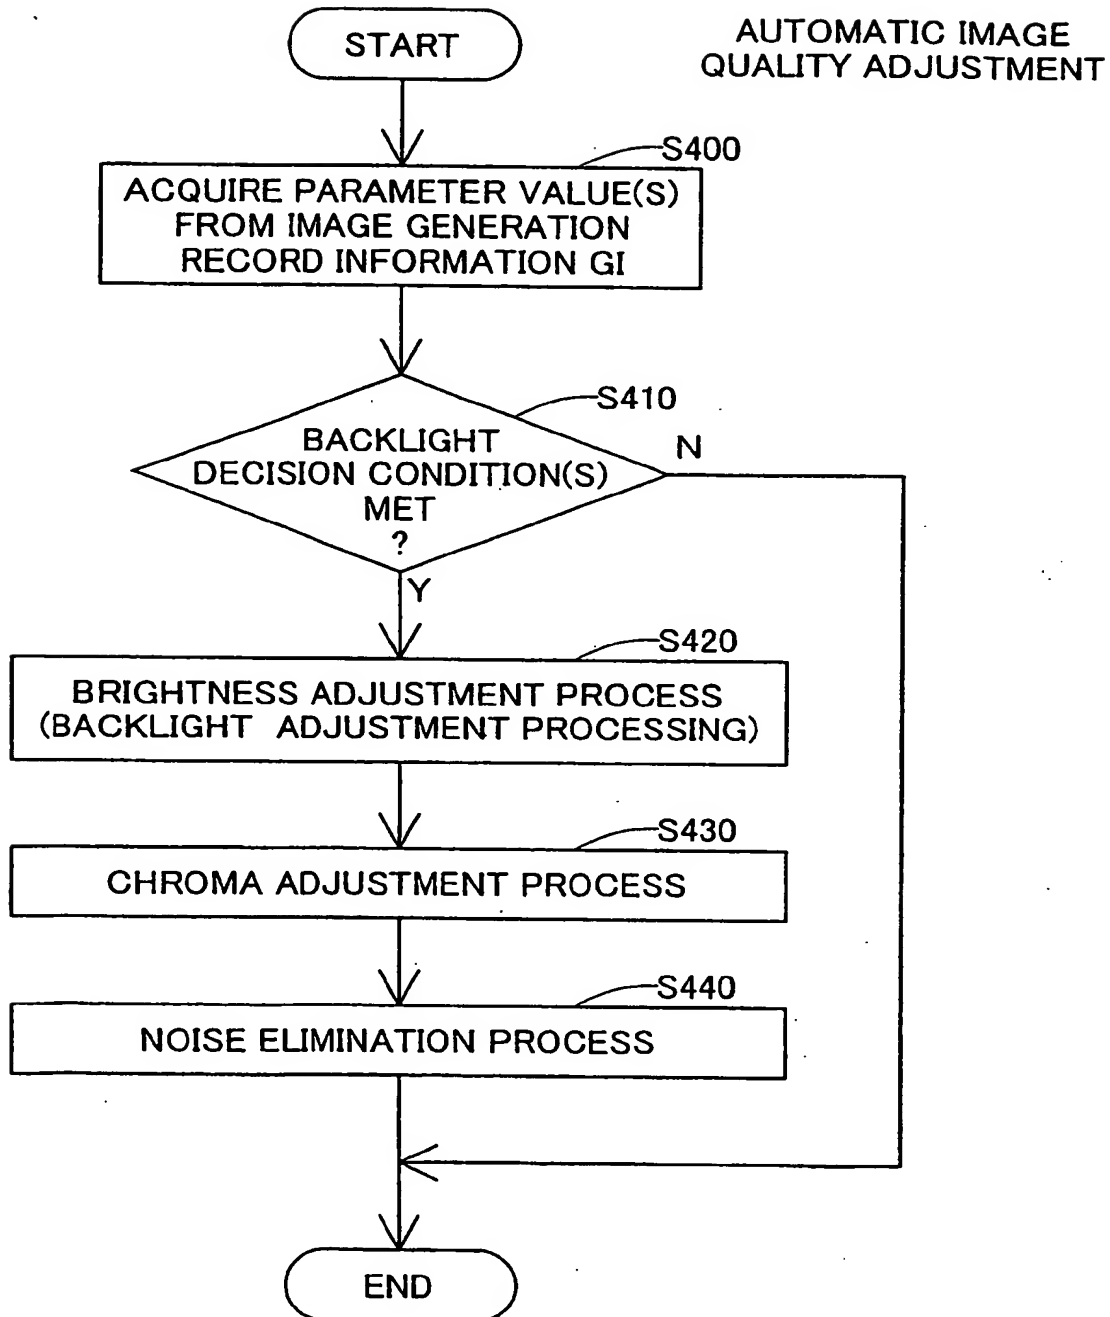 START
AUTOMATIC IMAGE
QUALITY ADJUSTMENT
S400
ACQUIRE PARAMETER VALUE(S)
FROM IMAGE GENERATION
RECORD INFORMATION GI
S410
BACKLIGHT
DECISION CONDITION(S)
MET
?
N
Y
S420
BRIGHTNESS ADJUSTMENT PROCESS
(BACKLIGHT ADJUSTMENT PROCESSING)
S430
CHROMA ADJUSTMENT PROCESS
S440
NOISE ELIMINATION PROCESS
END